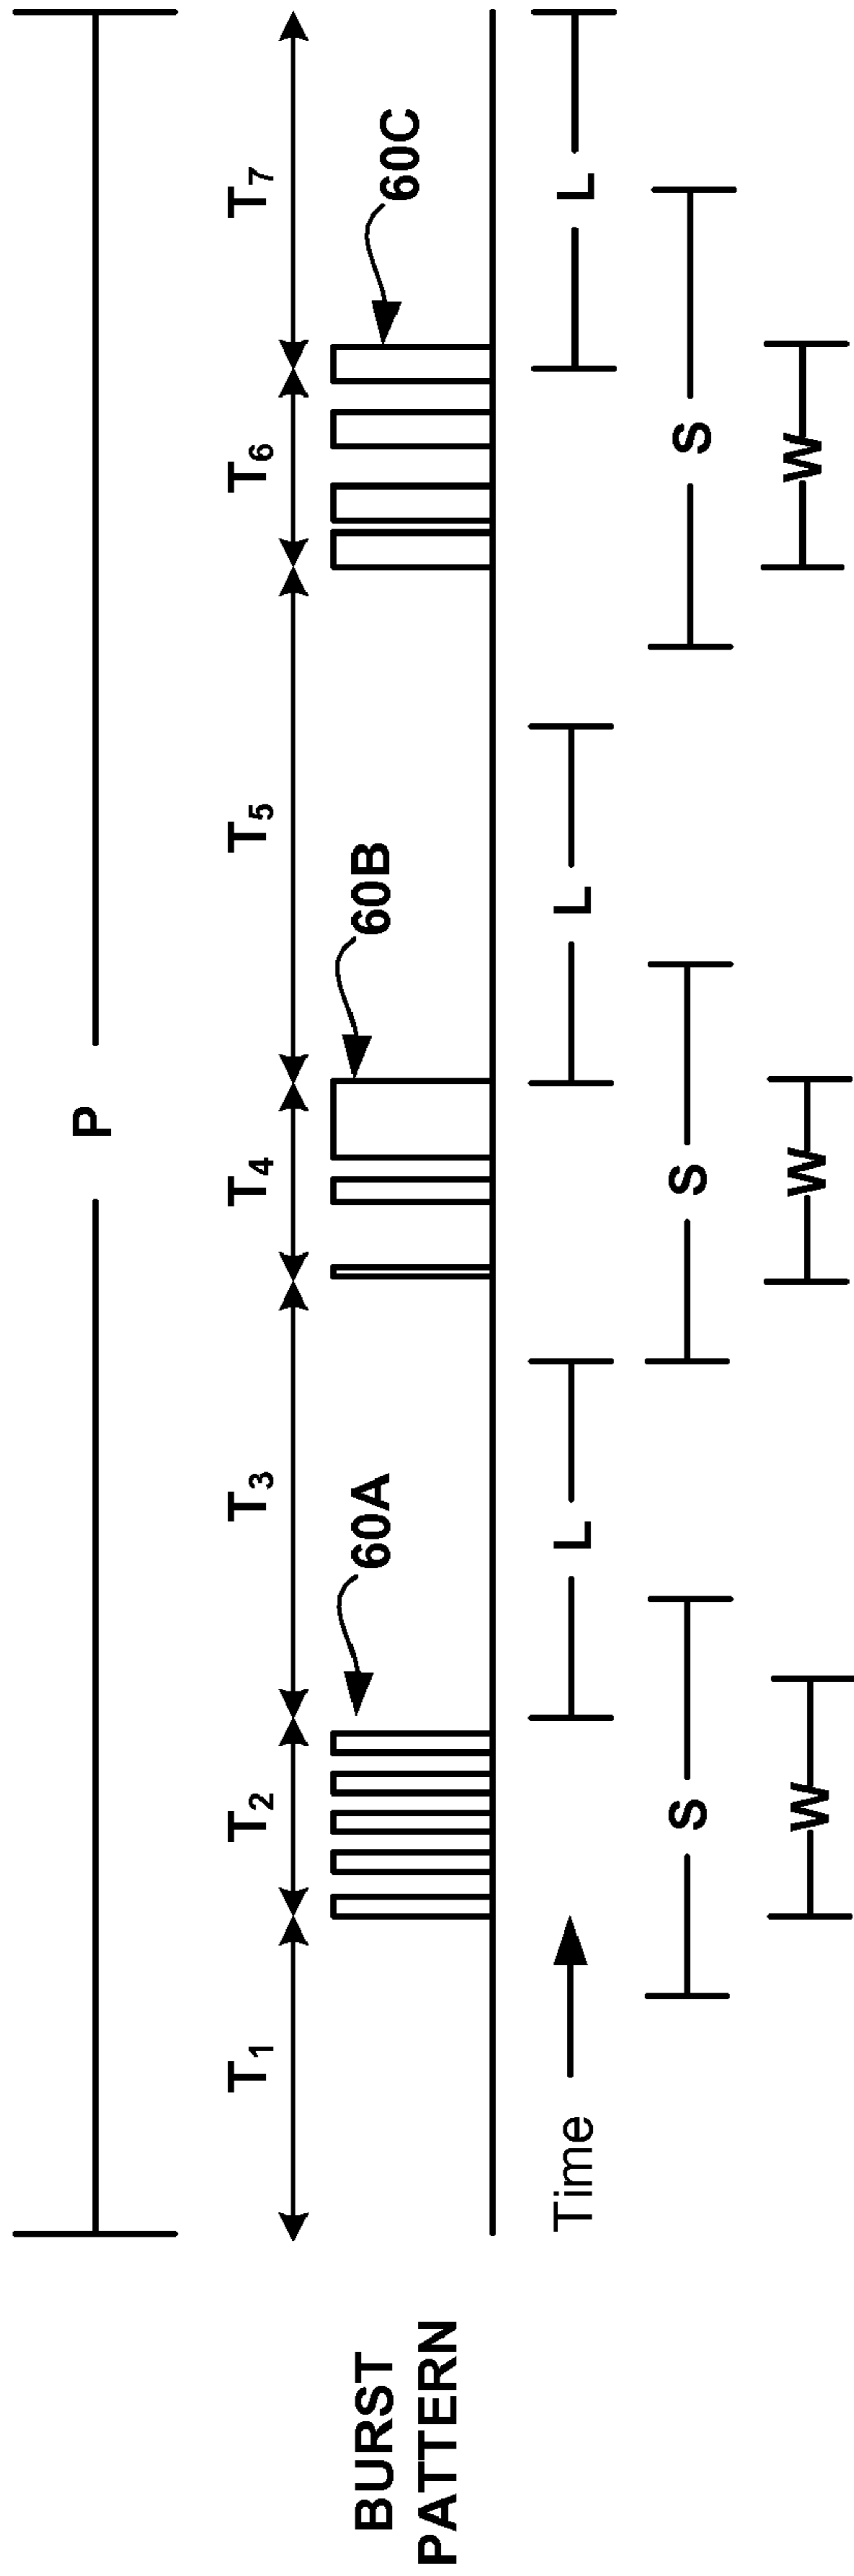 P
T1 T2 T3 T4 T5 T6 T7
60A 60B 60C
BURST
PATTERN
Time L L L
S S S
W W W